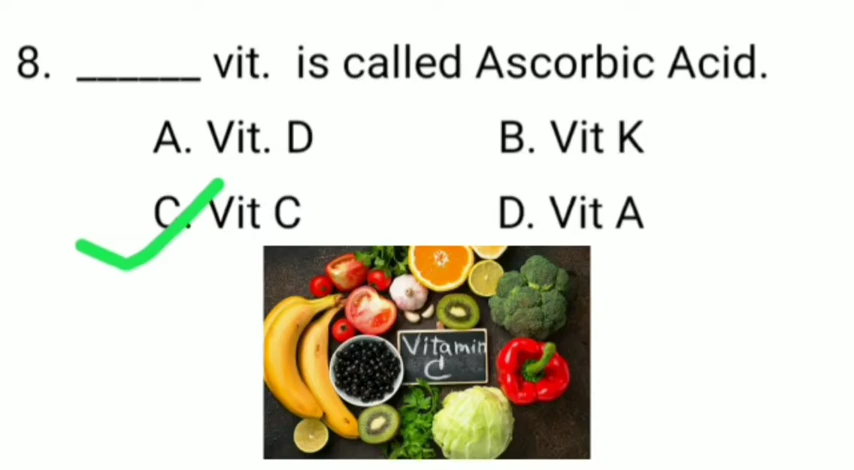 8. ______ vit. is called Ascorbic Acid.
A. Vit. D B. Vit K
C. Vit C D. Vit A
Vitamin
C